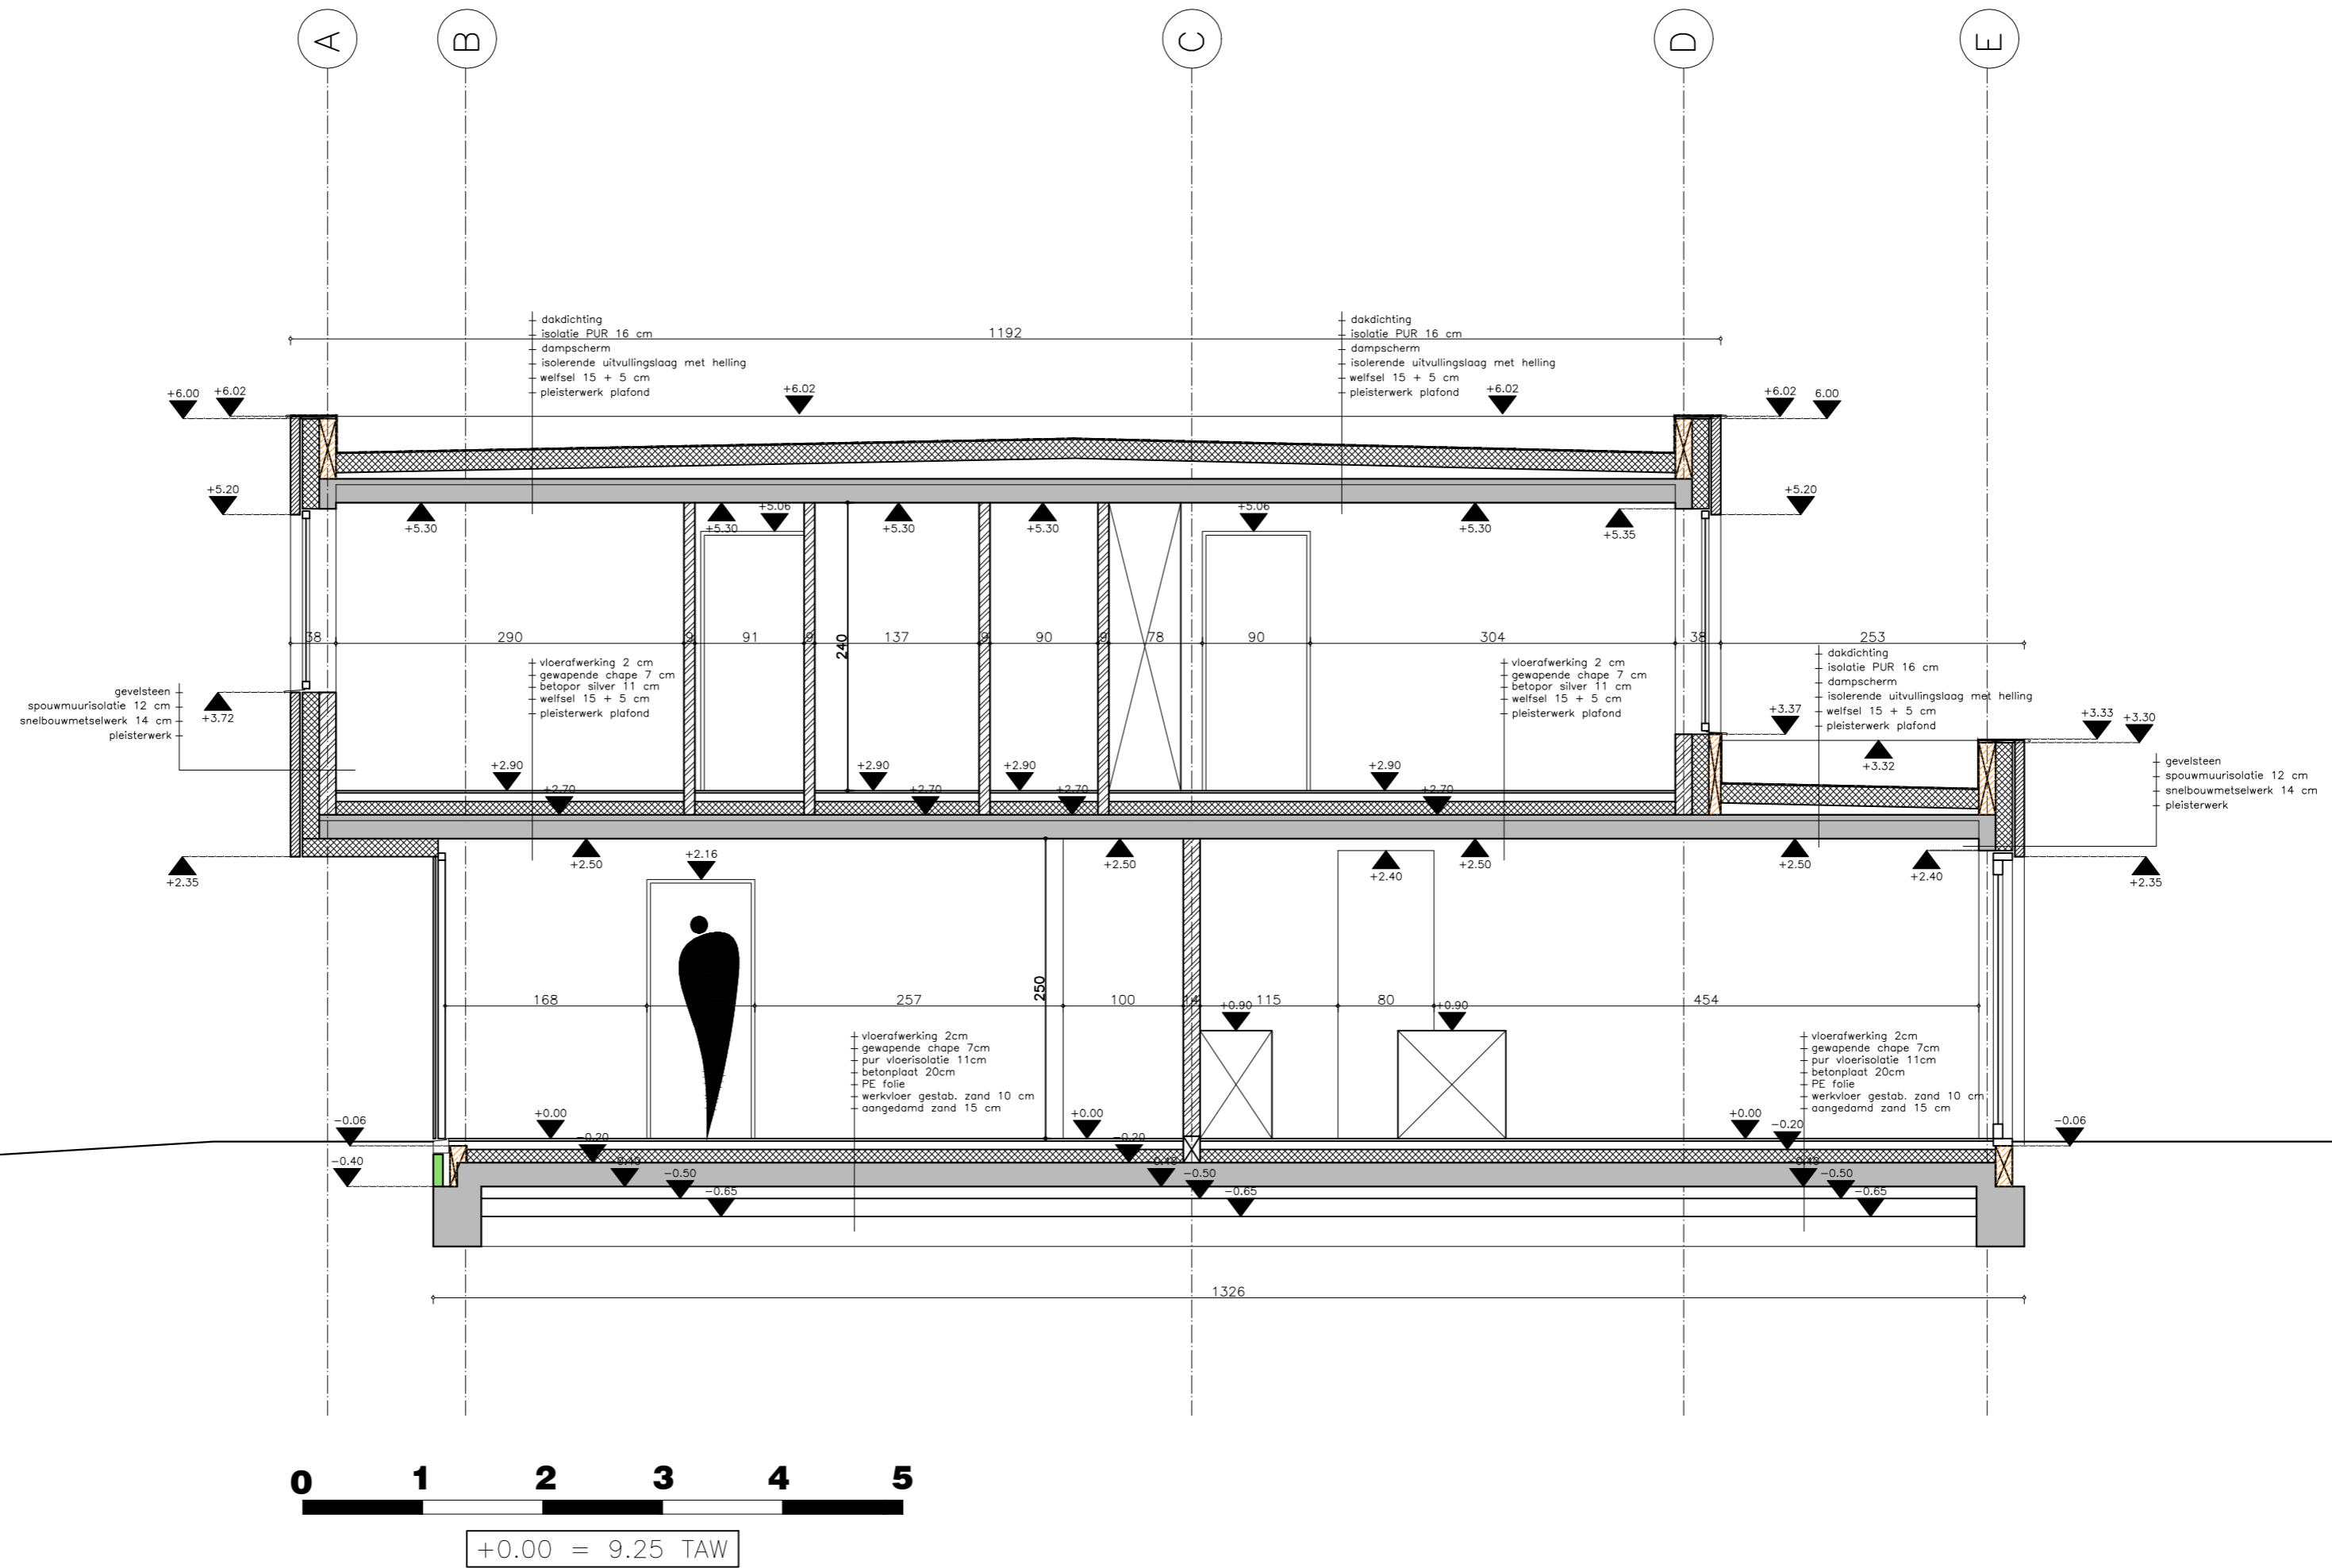 A
B
C
D
E
dakdichting
isolatie PUR 16 cm
dampscherm
isolerende uitvullingslaag met helling
welfsel 15 + 5 cm
pleisterwerk plafond
1192
dakdichting
isolatie PUR 16 cm
dampscherm
isolerende uitvullingslaag met helling
welfsel 15 + 5 cm
pleisterwerk plafond
+6.00 +6.02 +6.02 +6.02 +6.02 6.00
+5.20 +5.20
+5.30 +5.30 +5.06 +5.30 +5.30 +5.06 +5.30 +5.35
38 290 9 91 9 137 9 90 9 78 90 304 38 253
240
gevelsteen
spouwmuurisolatie 12 cm
snelbouwmetselwerk 14 cm
pleisterwerk
+3.72
vloerafwerking 2 cm
gewapende chape 7 cm
betopor silver 11 cm
welfsel 15 + 5 cm
pleisterwerk plafond
vloerafwerking 2 cm
gewapende chape 7 cm
betopor silver 11 cm
welfsel 15 + 5 cm
pleisterwerk plafond
dakdichting
isolatie PUR 16 cm
dampscherm
isolerende uitvullingslaag met helling
welfsel 15 + 5 cm
pleisterwerk plafond
+3.37 +3.33 +3.30
+3.32
gevelsteen
spouwmuurisolatie 12 cm
snelbouwmetselwerk 14 cm
pleisterwerk
+2.90 +2.90 +2.90 +2.90
+2.70 +2.70 +2.70 +2.70
+2.35 +2.50 +2.16 +2.50 +2.40 +2.50 +2.50 +2.40 +2.35
250
168 257 100 14 115 80 454
+0.90 +0.90
vloerafwerking 2cm
gewapende chape 7cm
pur vloerisolatie 11cm
betonplaat 20cm
PE folie
werkvloer gestab. zand 10 cm
aangedamd zand 15 cm
vloerafwerking 2cm
gewapende chape 7cm
pur vloerisolatie 11cm
betonplaat 20cm
PE folie
werkvloer gestab. zand 10 cm
aangedamd zand 15 cm
-0.06 +0.00 +0.00 +0.00 -0.06
-0.20 -0.20 -0.20
-0.40 -0.40 -0.40 -0.40
-0.50 -0.50 -0.50
-0.65 -0.65 -0.65
1326
0 1 2 3 4 5
+0.00 = 9.25 TAW